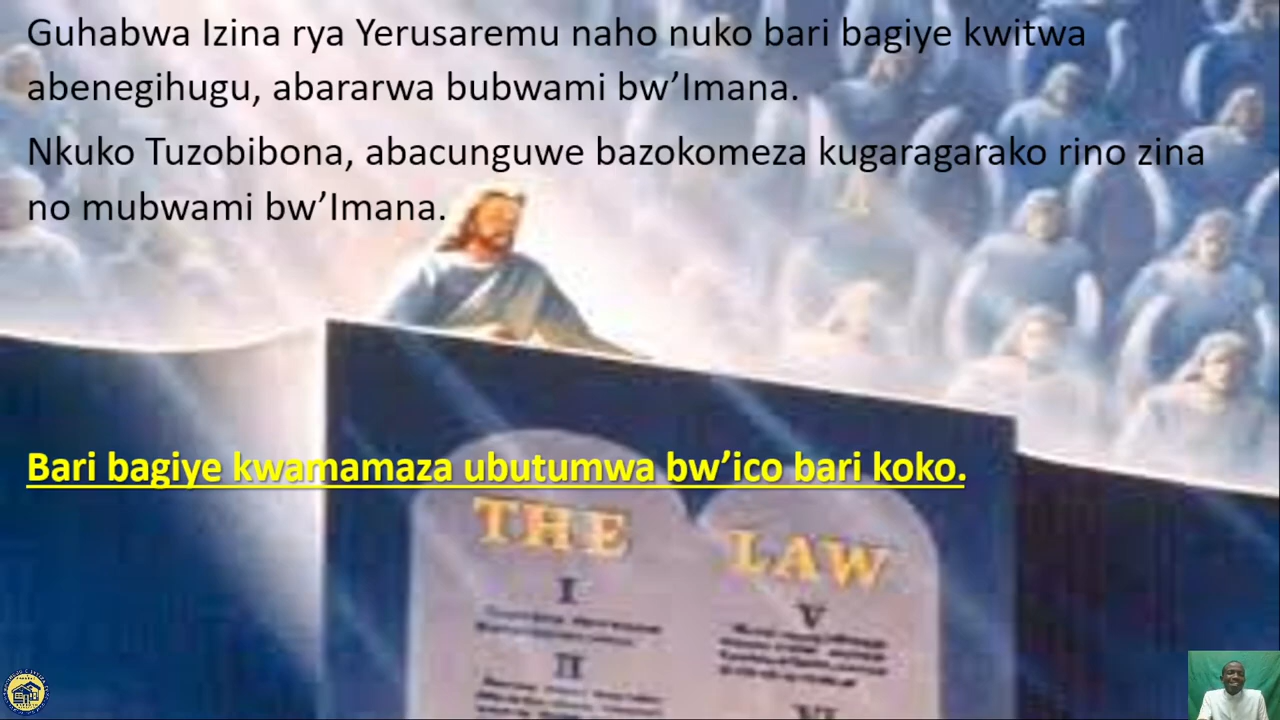 Guhabwa Izina rya Yerusaremu naho nuko bari bagiye kwitwa
abenegihugu, abararwa bubwami bw’Imana.
Nkuko Tuzobibona, abacunguwe bazokomeza kugaragarako rino zina
no mubwami bw’Imana.
Bari bagiye kwamamaza ubutumwa bw’ico bari koko.
THE LAW
I
V
II
VI